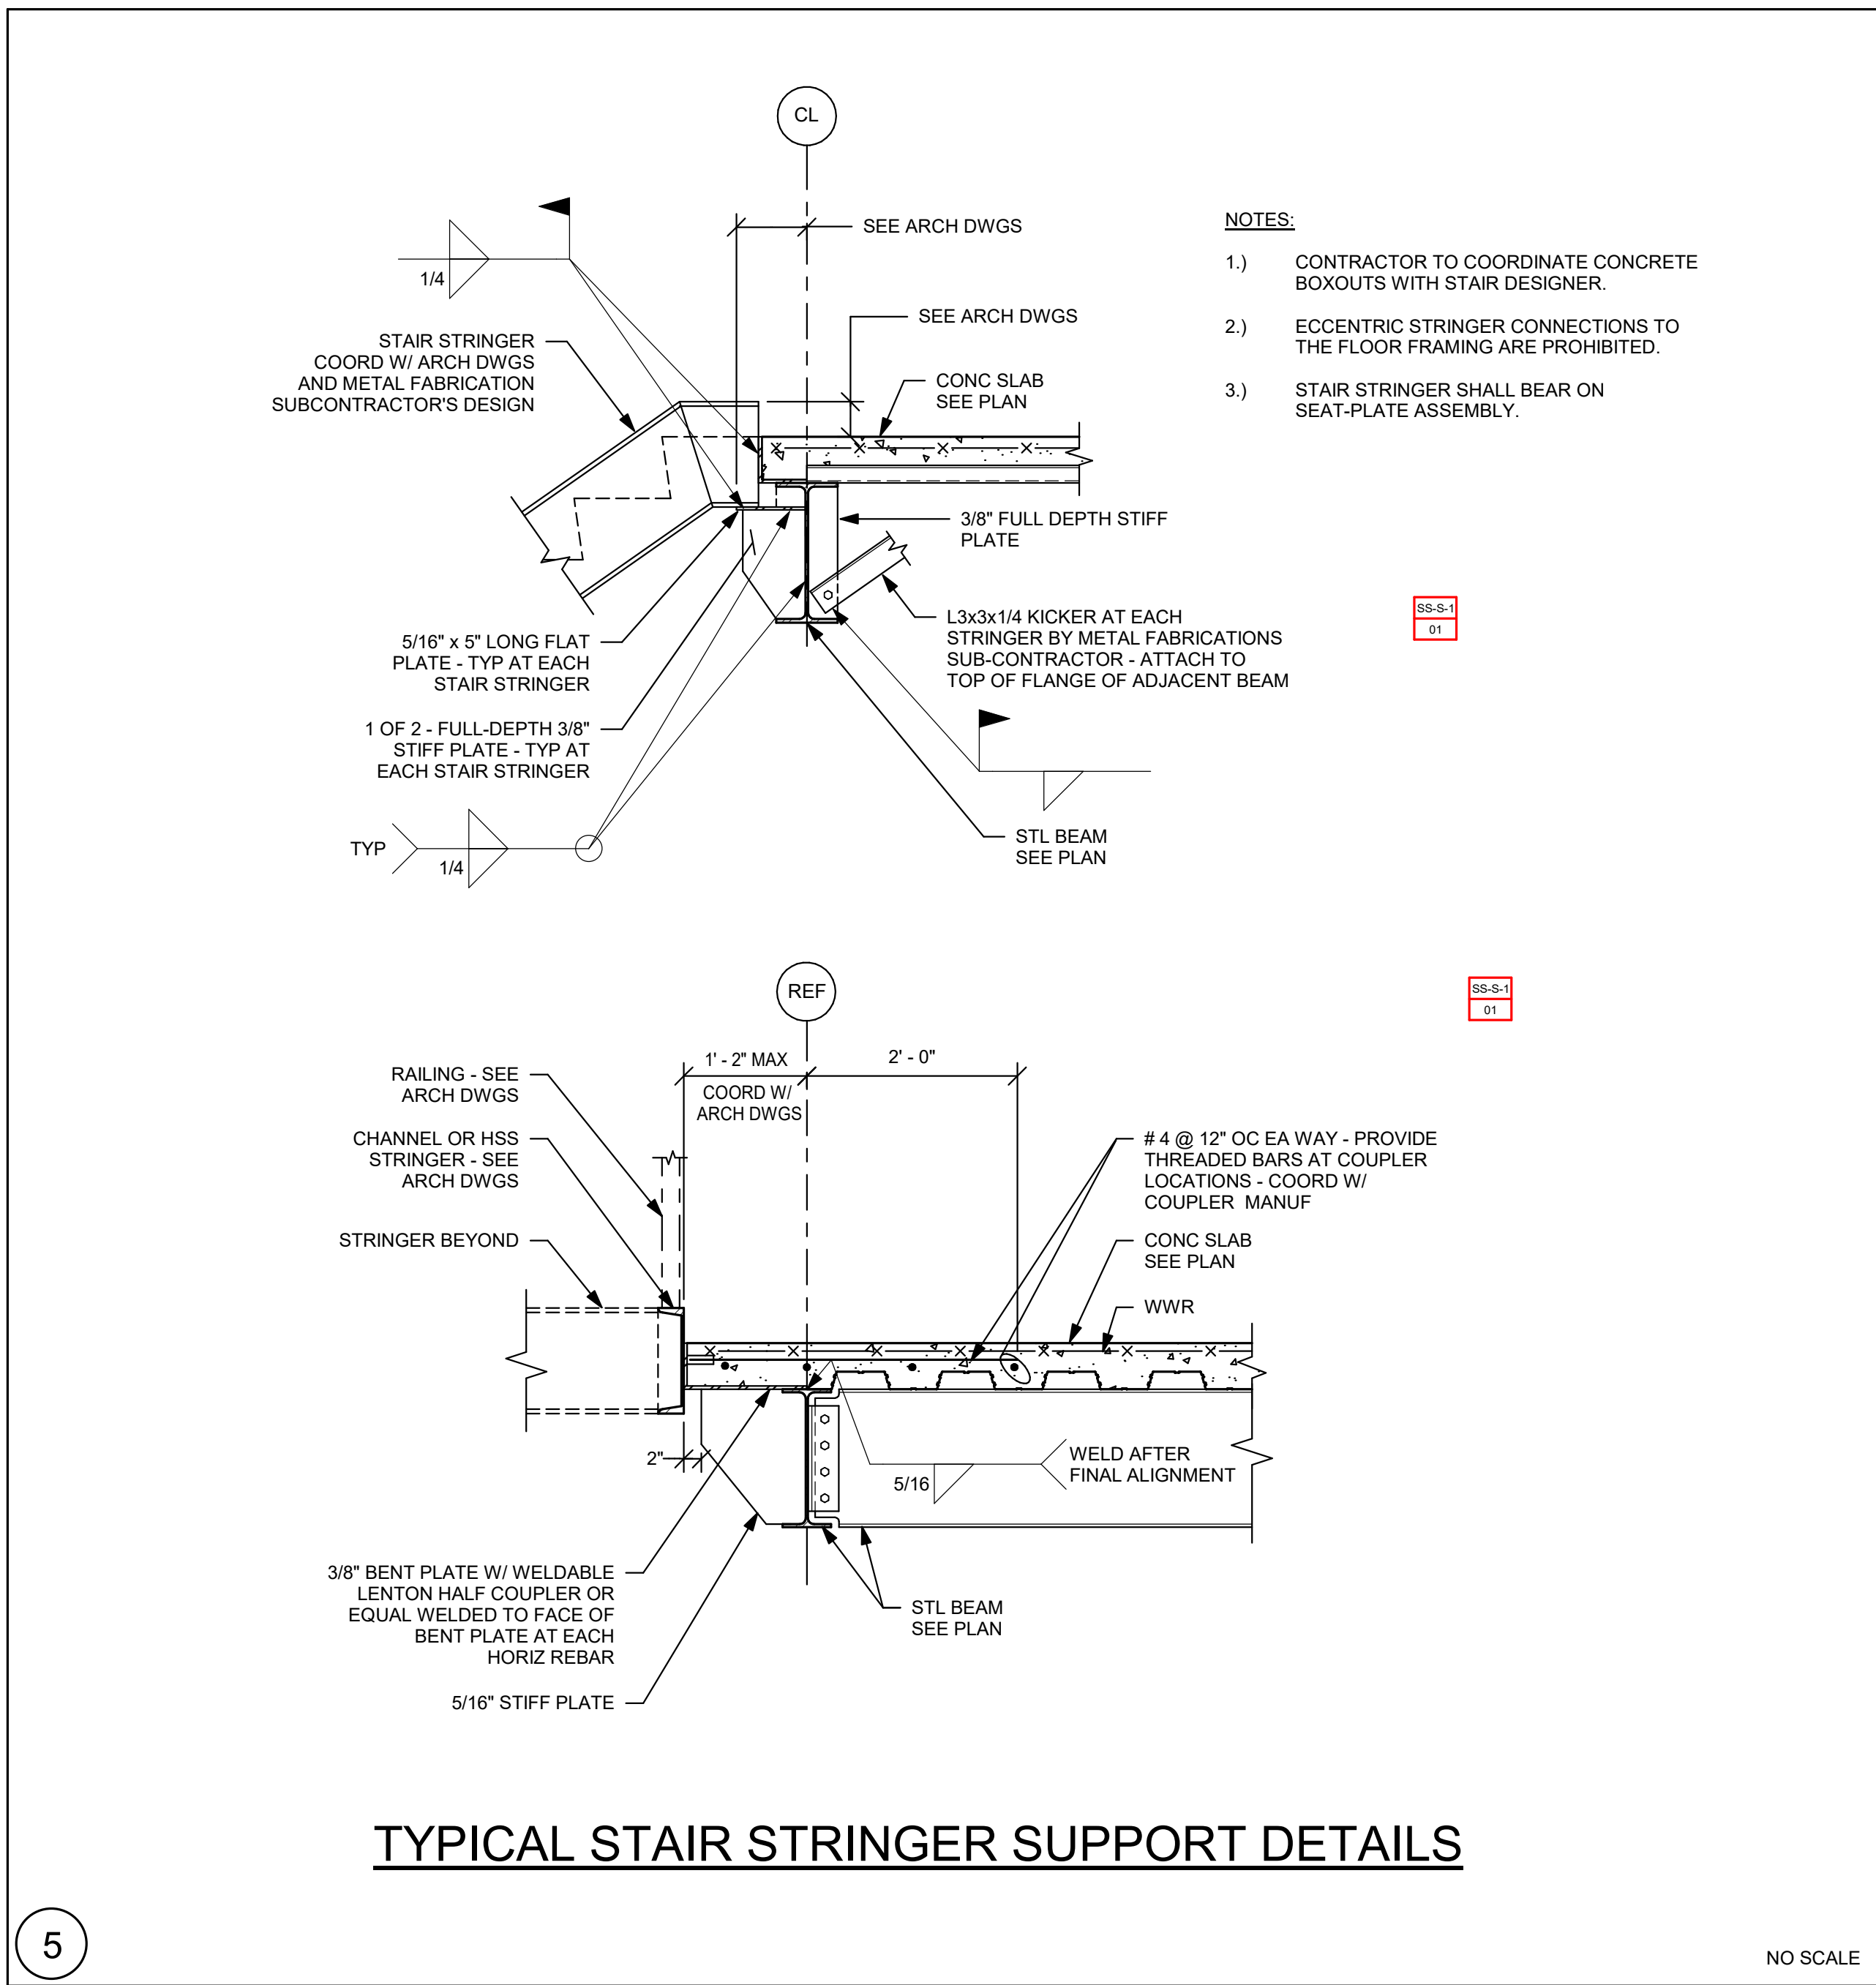 CL
SEE ARCH DWGS
1/4
SEE ARCH DWGS
STAIR STRINGER
COORD W/ ARCH DWGS
AND METAL FABRICATION
SUBCONTRACTOR'S DESIGN
CONC SLAB
SEE PLAN
3/8" FULL DEPTH STIFF
PLATE
L3x3x1/4 KICKER AT EACH
STRINGER BY METAL FABRICATIONS
SUB-CONTRACTOR - ATTACH TO
TOP OF FLANGE OF ADJACENT BEAM
5/16" x 5" LONG FLAT
PLATE - TYP AT EACH
STAIR STRINGER
1 OF 2 - FULL-DEPTH 3/8"
STIFF PLATE - TYP AT
EACH STAIR STRINGER
TYP
1/4
STL BEAM
SEE PLAN
NOTES:
1.) CONTRACTOR TO COORDINATE CONCRETE
BOXOUTS WITH STAIR DESIGNER.
2.) ECCENTRIC STRINGER CONNECTIONS TO
THE FLOOR FRAMING ARE PROHIBITED.
3.) STAIR STRINGER SHALL BEAR ON
SEAT-PLATE ASSEMBLY.
SS-S-1
01
REF
SS-S-1
01
1' - 2" MAX
COORD W/
ARCH DWGS
2' - 0"
RAILING - SEE
ARCH DWGS
CHANNEL OR HSS
STRINGER - SEE
ARCH DWGS
STRINGER BEYOND
# 4 @ 12" OC EA WAY - PROVIDE
THREADED BARS AT COUPLER
LOCATIONS - COORD W/
COUPLER MANUF
CONC SLAB
SEE PLAN
WWR
2"
5/16
WELD AFTER
FINAL ALIGNMENT
3/8" BENT PLATE W/ WELDABLE
LENTON HALF COUPLER OR
EQUAL WELDED TO FACE OF
BENT PLATE AT EACH
HORIZ REBAR
5/16" STIFF PLATE
STL BEAM
SEE PLAN
TYPICAL STAIR STRINGER SUPPORT DETAILS
5
NO SCALE